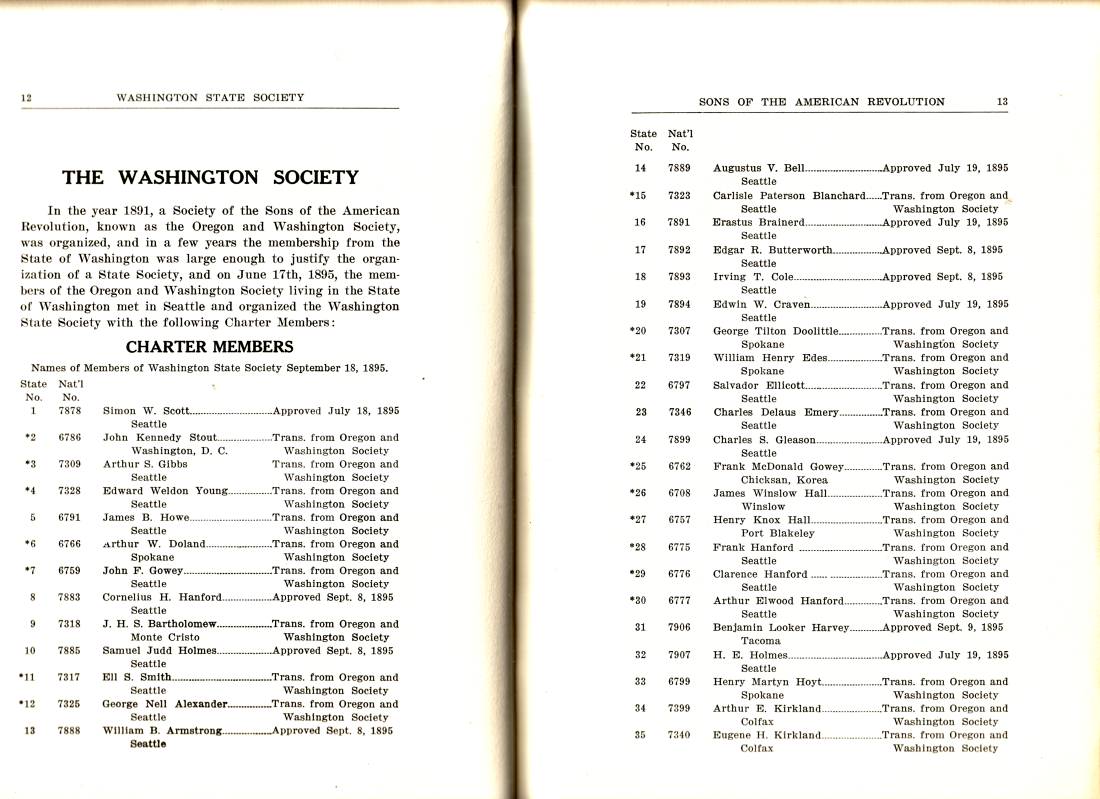 12 WASHINGTON STATE SOCIETY
THE WASHINGTON SOCIETY
In the year 1891, a Society of the Sons of the American
Revolution, known as the Oregon and Washington Society,
was organized, and in a few years the membership from the
State of Washington was large enough to justify the organ-
ization of a State Society, and on June 17th, 1895, the mem-
bers of the Oregon and Washington Society living in the State
of Washington met in Seattle and organized the Washington
State Society with the following Charter Members:
CHARTER MEMBERS
Names of Members of Washington State Society September 18, 1895.
State Nat'l
No. No.
1 7878 Simon W. Scott..........Approved July 18, 1895
Seattle
*2 6786 John Kennedy Stout..........Trans. from Oregon and
Washington, D. C. Washington Society
*3 7309 Arthur S. Gibbs Trans. from Oregon and
Seattle Washington Society
*4 7328 Edward Weldon Young..........Trans. from Oregon and
Seattle Washington Society
5 6791 James B. Howe..........Trans. from Oregon and
Seattle Washington Society
*6 6766 Arthur W. Doland..........Trans. from Oregon and
Spokane Washington Society
*7 6759 John F. Gowey..........Trans. from Oregon and
Seattle Washington Society
8 7883 Cornelius H. Hanford..........Approved Sept. 8, 1895
Seattle
9 7318 J. H. S. Bartholomew..........Trans. from Oregon and
Monte Cristo Washington Society
10 7885 Samuel Judd Holmes..........Approved Sept. 8, 1895
Seattle
*11 7317 Ell S. Smith..........Trans. from Oregon and
Seattle Washington Society
*12 7325 George Nell Alexander..........Trans. from Oregon and
Seattle Washington Society
13 7888 William B. Armstrong..........Approved Sept. 8, 1895
Seattle
SONS OF THE AMERICAN REVOLUTION 13
State Nat'l
No. No.
14 7889 Augustus V. Bell..........Approved July 19, 1895
Seattle
*15 7323 Carlisle Paterson Blanchard......Trans. from Oregon and
Seattle Washington Society
16 7891 Erastus Brainerd..........Approved July 19, 1895
Seattle
17 7892 Edgar R. Butterworth..........Approved Sept. 8, 1895
Seattle
18 7893 Irving T. Cole..........Approved Sept. 8, 1895
Seattle
19 7894 Edwin W. Craven..........Approved July 19, 1895
Seattle
*20 7307 George Tilton Doolittle..........Trans. from Oregon and
Spokane Washington Society
*21 7319 William Henry Edes..........Trans. from Oregon and
Spokane Washington Society
22 6797 Salvador Ellicott..........Trans. from Oregon and
Seattle Washington Society
23 7346 Charles Delaus Emery..........Trans. from Oregon and
Seattle Washington Society
24 7899 Charles S. Gleason..........Approved July 19, 1895
Seattle
*25 6762 Frank McDonald Gowey..........Trans. from Oregon and
Chicksan, Korea Washington Society
*26 6708 James Winslow Hall..........Trans. from Oregon and
Winslow Washington Society
*27 6757 Henry Knox Hall..........Trans. from Oregon and
Port Blakeley Washington Society
*28 6775 Frank Hanford ..........Trans. from Oregon and
Seattle Washington Society
*29 6776 Clarence Hanford ..........Trans. from Oregon and
Seattle Washington Society
*30 6777 Arthur Elwood Hanford..........Trans. from Oregon and
Seattle Washington Society
31 7906 Benjamin Looker Harvey..........Approved Sept. 9, 1895
Tacoma
32 7907 H. E. Holmes..........Approved July 19, 1895
Seattle
33 6799 Henry Martyn Hoyt..........Trans. from Oregon and
Spokane Washington Society
34 7399 Arthur E. Kirkland..........Trans. from Oregon and
Colfax Washington Society
35 7340 Eugene H. Kirkland..........Trans. from Oregon and
Colfax Washington Society